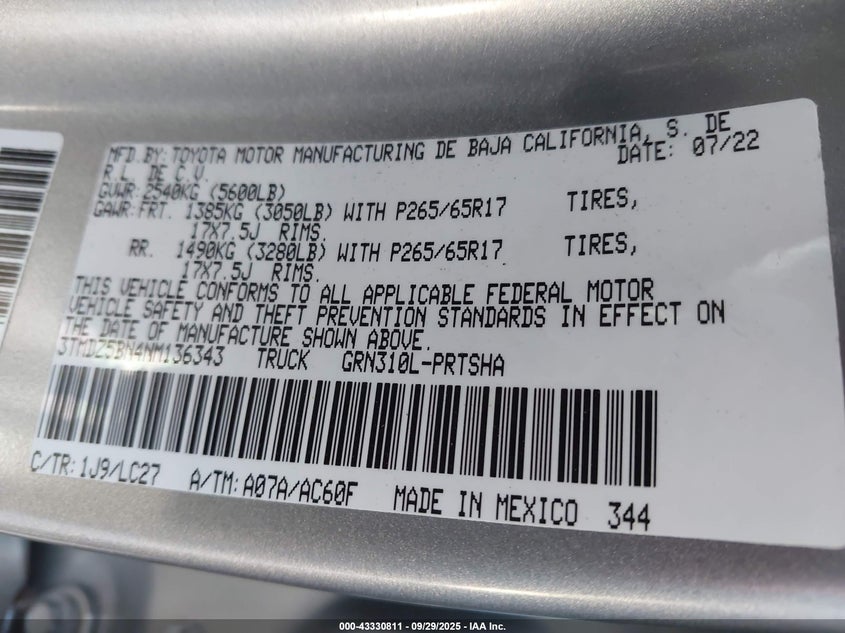 MFD.BY: TOYOTA MOTOR MANUFACTURING DE BAJA CALIFORNIA, S. DE
R.L. DE C.V. DATE: 07/22
GVWR: 2540KG (5600LB)
GAWR: FRT. 1385KG (3050LB) WITH P265/65R17 TIRES,
17X7.5J RIMS.
RR. 1490KG (3280LB) WITH P265/65R17 TIRES,
17X7.5J RIMS.
THIS VEHICLE CONFORMS TO ALL APPLICABLE FEDERAL MOTOR
VEHICLE SAFETY AND THEFT PREVENTION STANDARDS IN EFFECT ON
THE DATE OF MANUFACTURE SHOWN ABOVE.
3TMDZ5BN4NM136343 TRUCK GRN310L-PRTSHA
C/TR: 1J9/LC27 A/TM: A07A/AC60F MADE IN MEXICO 344
000-43330811 - 09/29/2025 - IAA Inc.